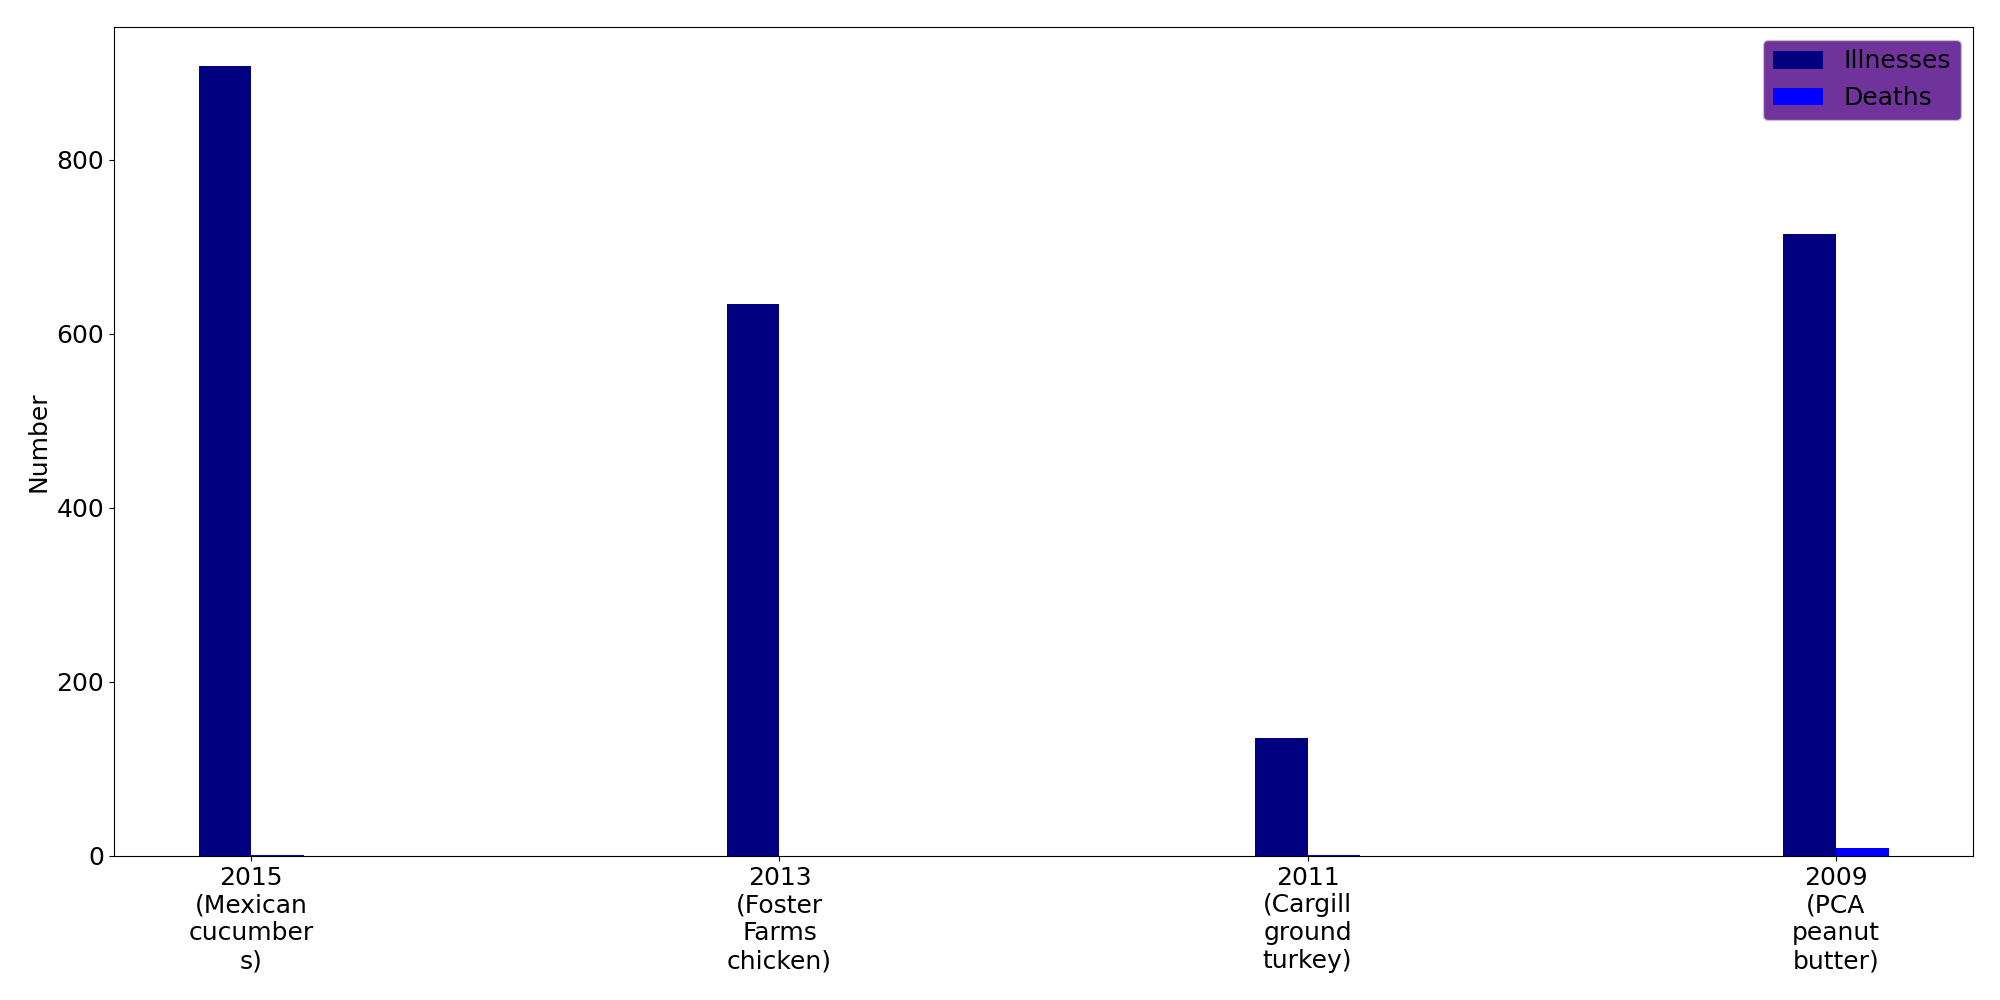 Illnesses
Deaths
Number
800
600
400
200
0
2015
(Mexican
cucumber
s)
2013
(Foster
Farms
chicken)
2011
(Cargill
ground
turkey)
2009
(PCA
peanut
butter)